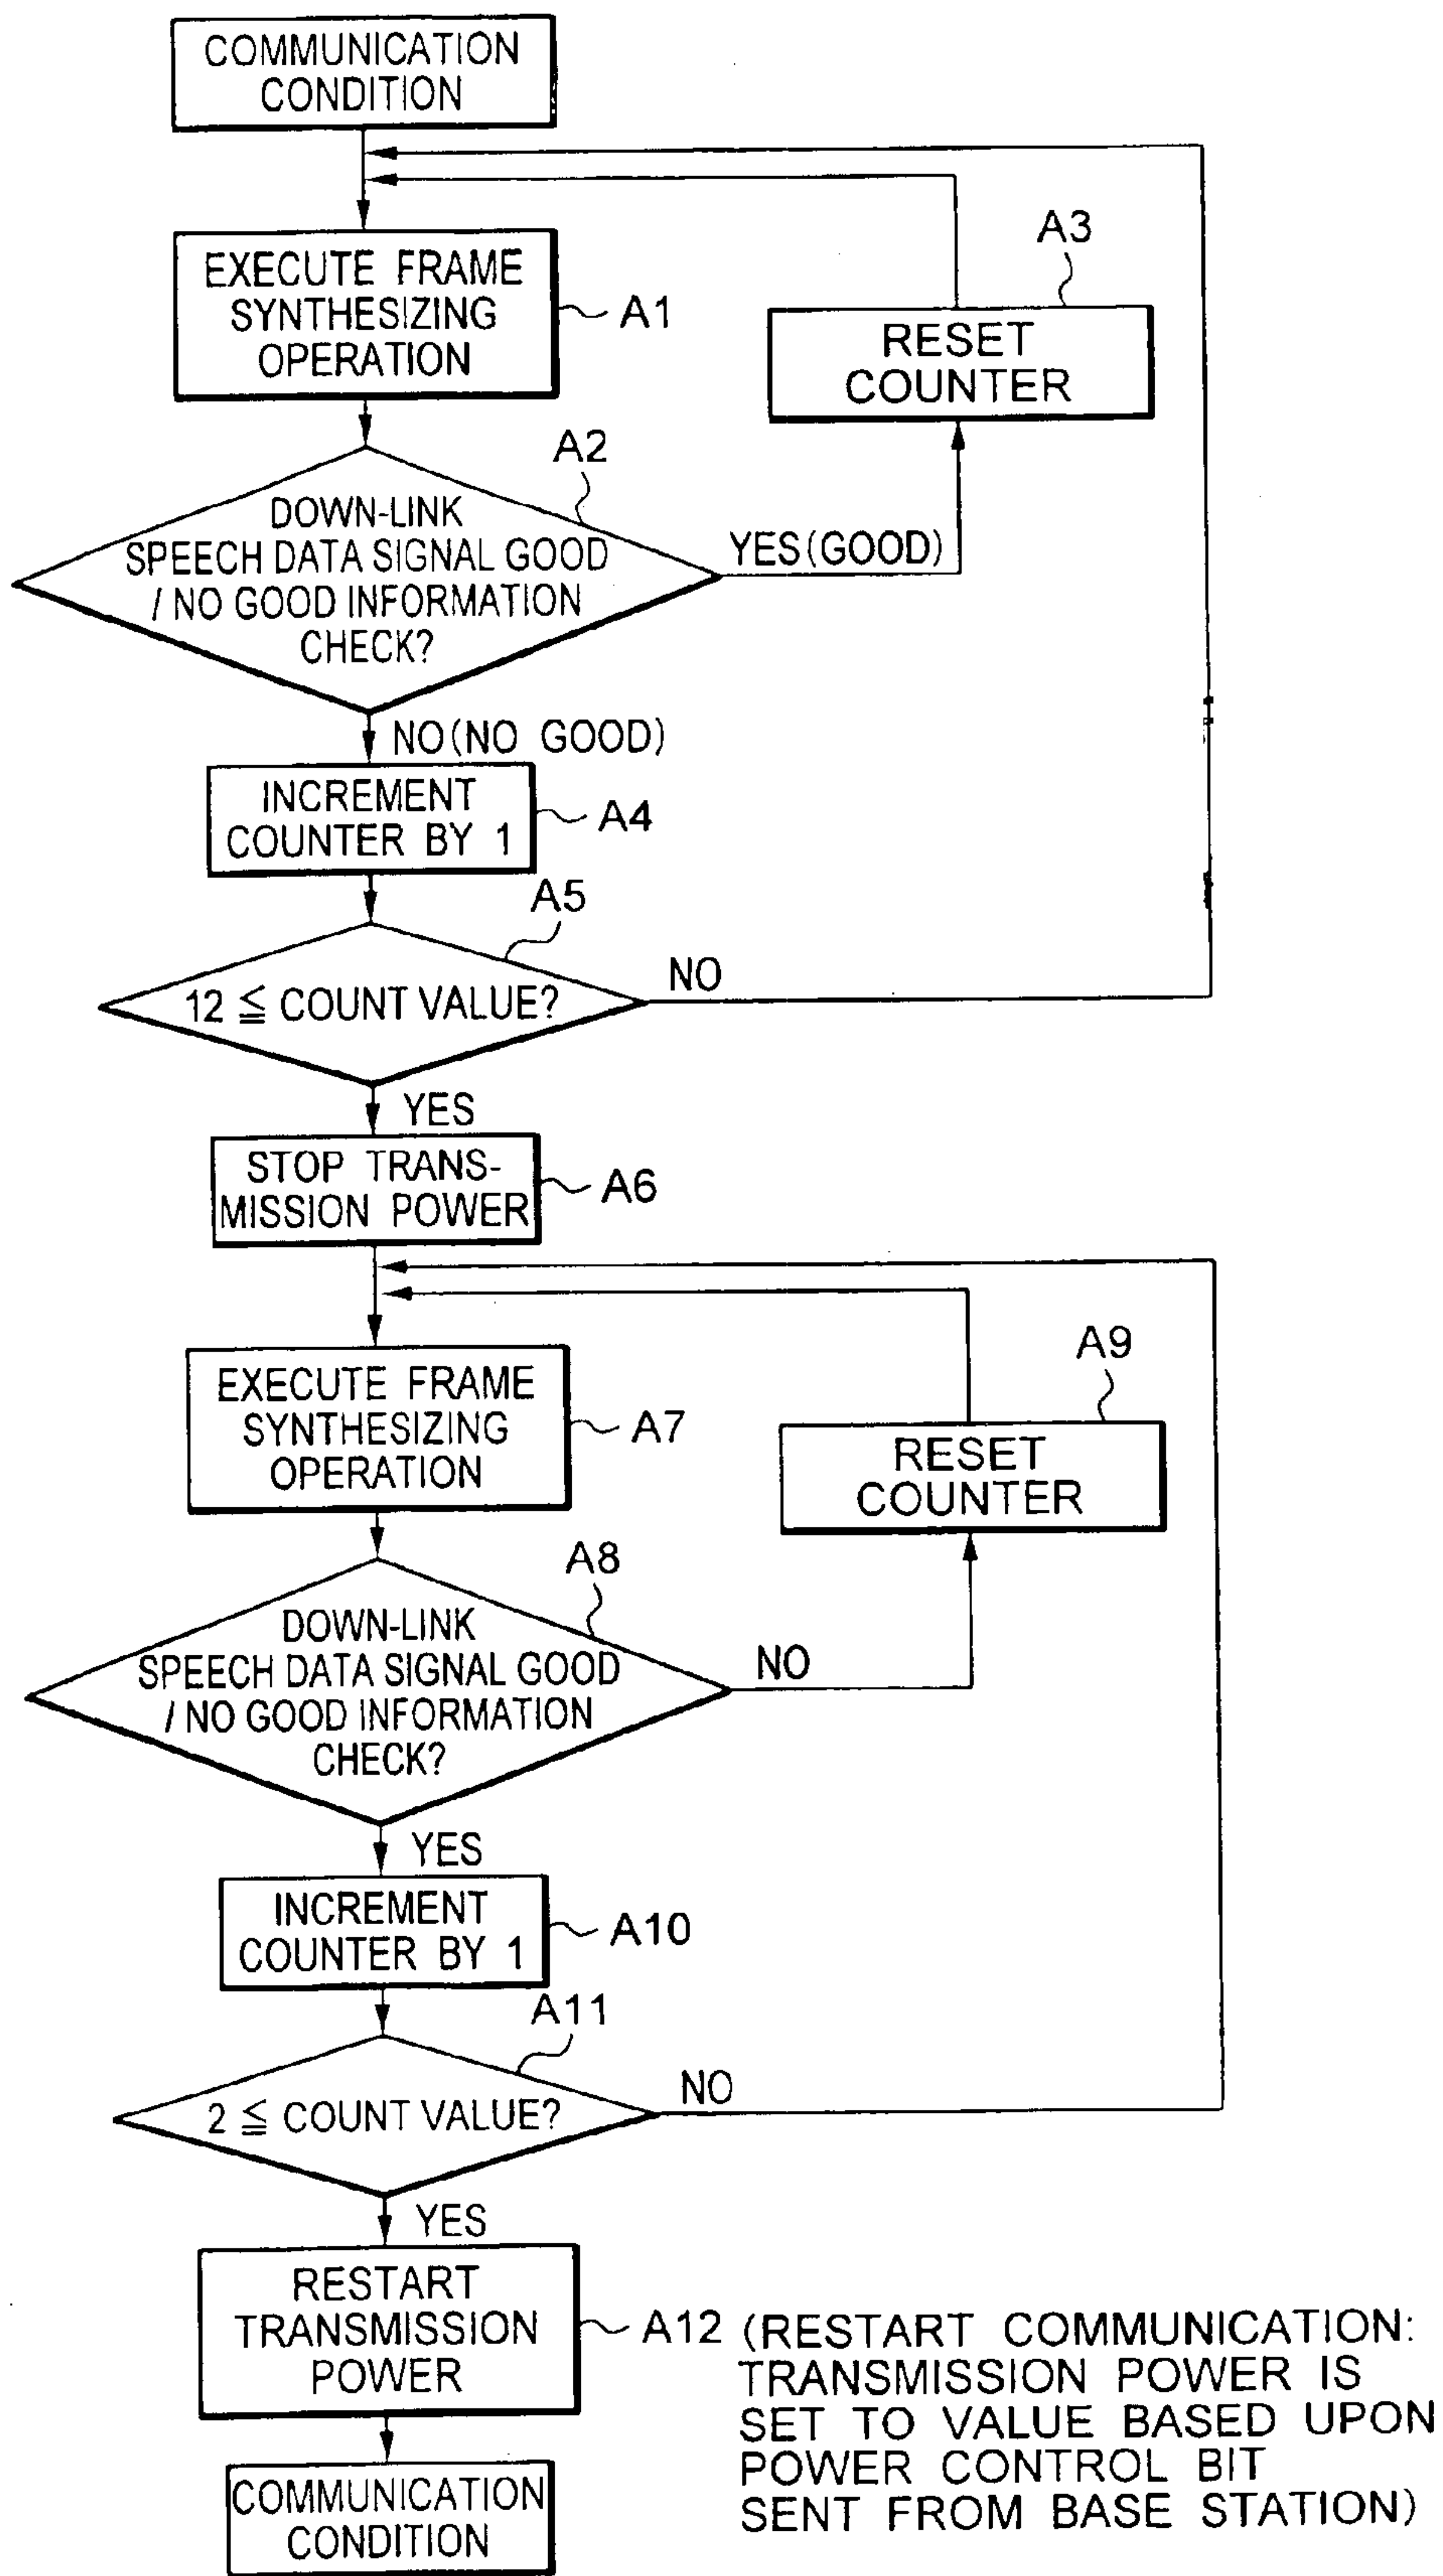 COMMUNICATION
CONDITION
EXECUTE FRAME
SYNTHESIZING
OPERATION
A1
A3
RESET
COUNTER
A2
DOWN-LINK
SPEECH DATA SIGNAL GOOD
/ NO GOOD INFORMATION
CHECK?
YES(GOOD)
NO(NO GOOD)
INCREMENT
COUNTER BY 1
A4
A5
12 ≦ COUNT VALUE?
NO
YES
STOP TRANS-
MISSION POWER
A6
EXECUTE FRAME
SYNTHESIZING
OPERATION
A7
A9
RESET
COUNTER
A8
DOWN-LINK
SPEECH DATA SIGNAL GOOD
/ NO GOOD INFORMATION
CHECK?
NO
YES
INCREMENT
COUNTER BY 1
A10
A11
2 ≦ COUNT VALUE?
NO
YES
RESTART
TRANSMISSION
POWER
A12
(RESTART COMMUNICATION:
TRANSMISSION POWER IS
SET TO VALUE BASED UPON
POWER CONTROL BIT
SENT FROM BASE STATION)
COMMUNICATION
CONDITION